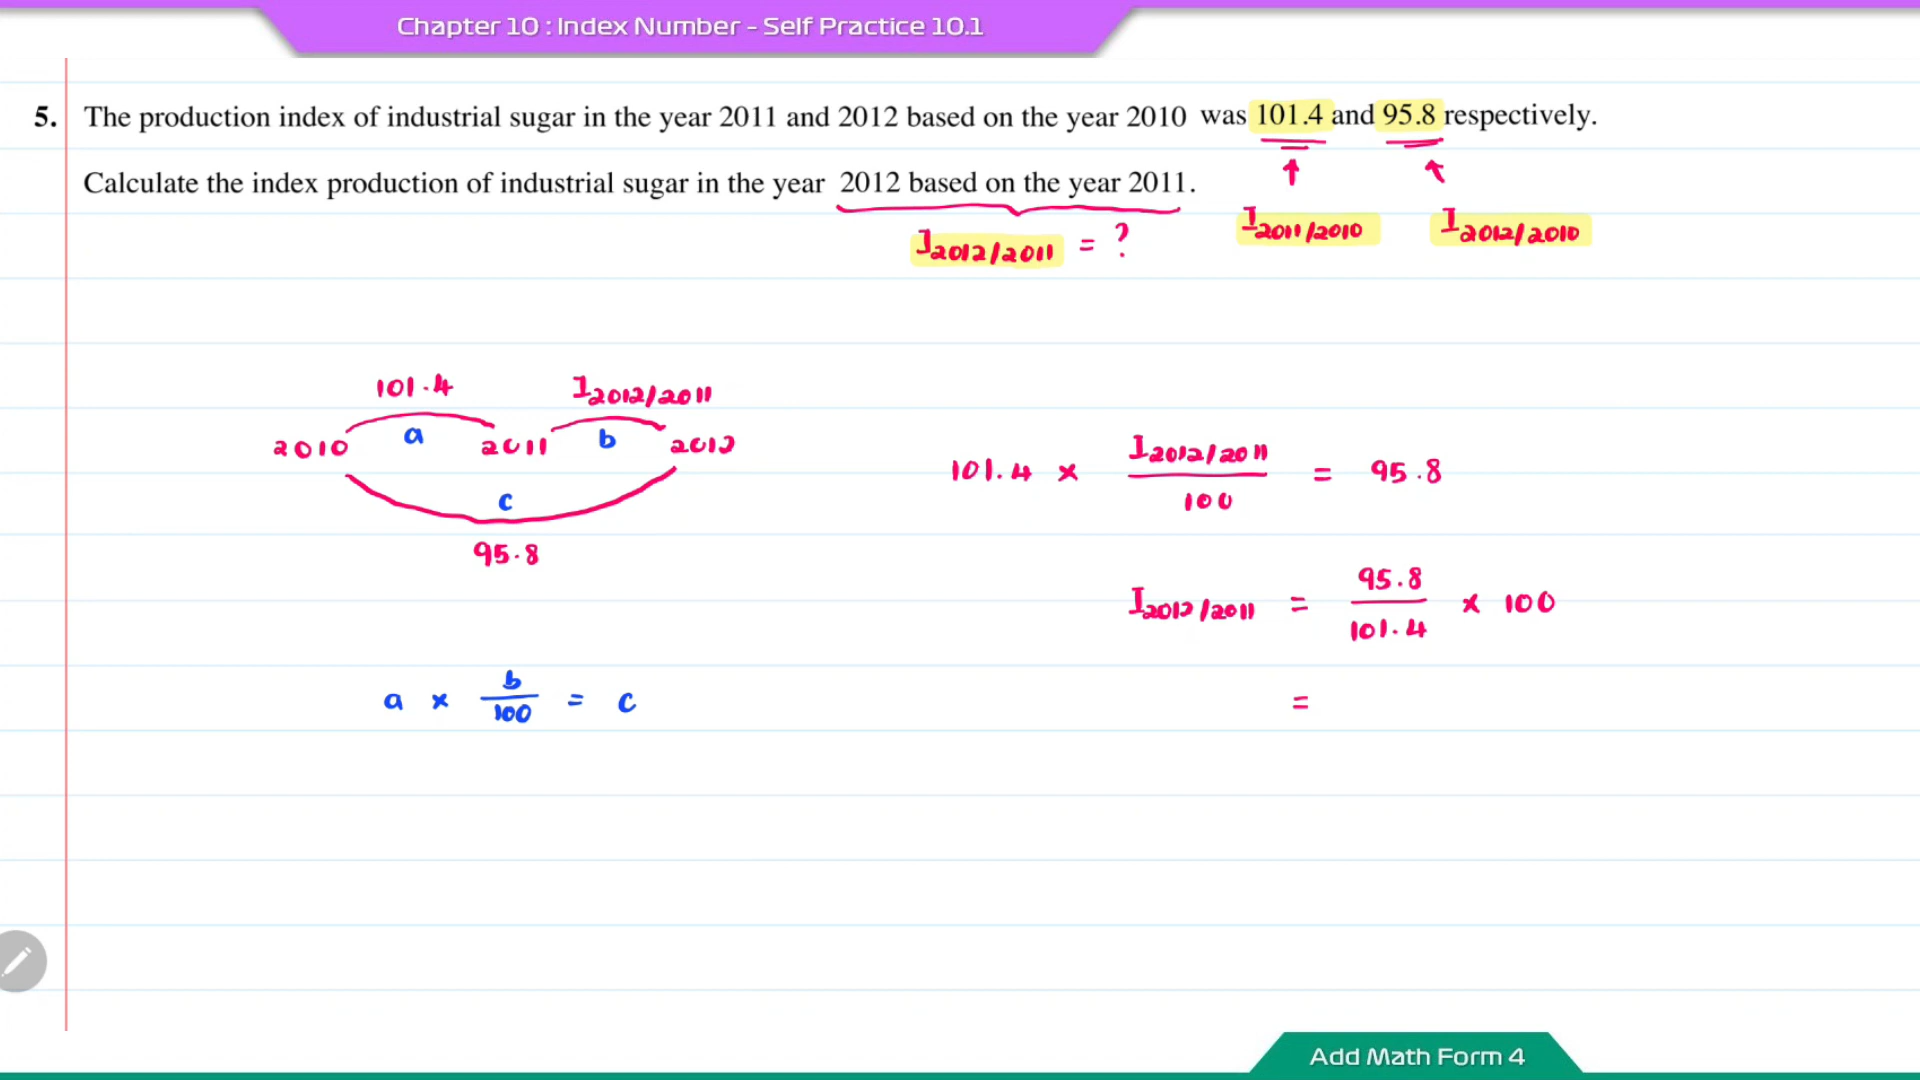 Chapter 10 : Index Number - Self Practice 10.1
5. The production index of industrial sugar in the year 2011 and 2012 based on the year 2010 was 101.4 and 95.8 respectively.
Calculate the index production of industrial sugar in the year 2012 based on the year 2011.
I2011/2010 I2012/2010
I2012/2011 = ?
101.4 I2012/2011
2010 a 2011 b 2012
c
95.8
101.4 × I2012/2011 / 100 = 95.8
I2012/2011 = 95.8 / 101.4 × 100
a × b / 100 = c
=
Add Math Form 4